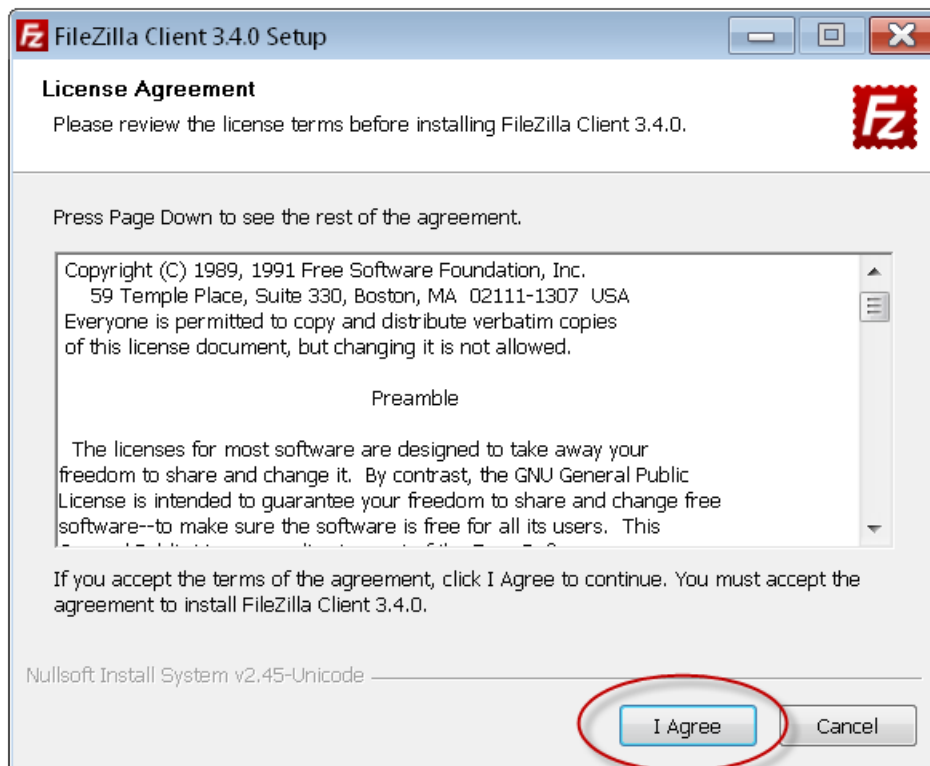 FileZilla Client 3.4.0 Setup
License Agreement
Please review the license terms before installing FileZilla Client 3.4.0.
Fz
Press Page Down to see the rest of the agreement.
Copyright (C) 1989, 1991 Free Software Foundation, Inc.
59 Temple Place, Suite 330, Boston, MA 02111-1307 USA
Everyone is permitted to copy and distribute verbatim copies
of this license document, but changing it is not allowed.
Preamble
The licenses for most software are designed to take away your
freedom to share and change it. By contrast, the GNU General Public
License is intended to guarantee your freedom to share and change free
software--to make sure the software is free for all its users. This
If you accept the terms of the agreement, click I Agree to continue. You must accept the
agreement to install FileZilla Client 3.4.0.
Nullsoft Install System v2.45-Unicode
I Agree
Cancel